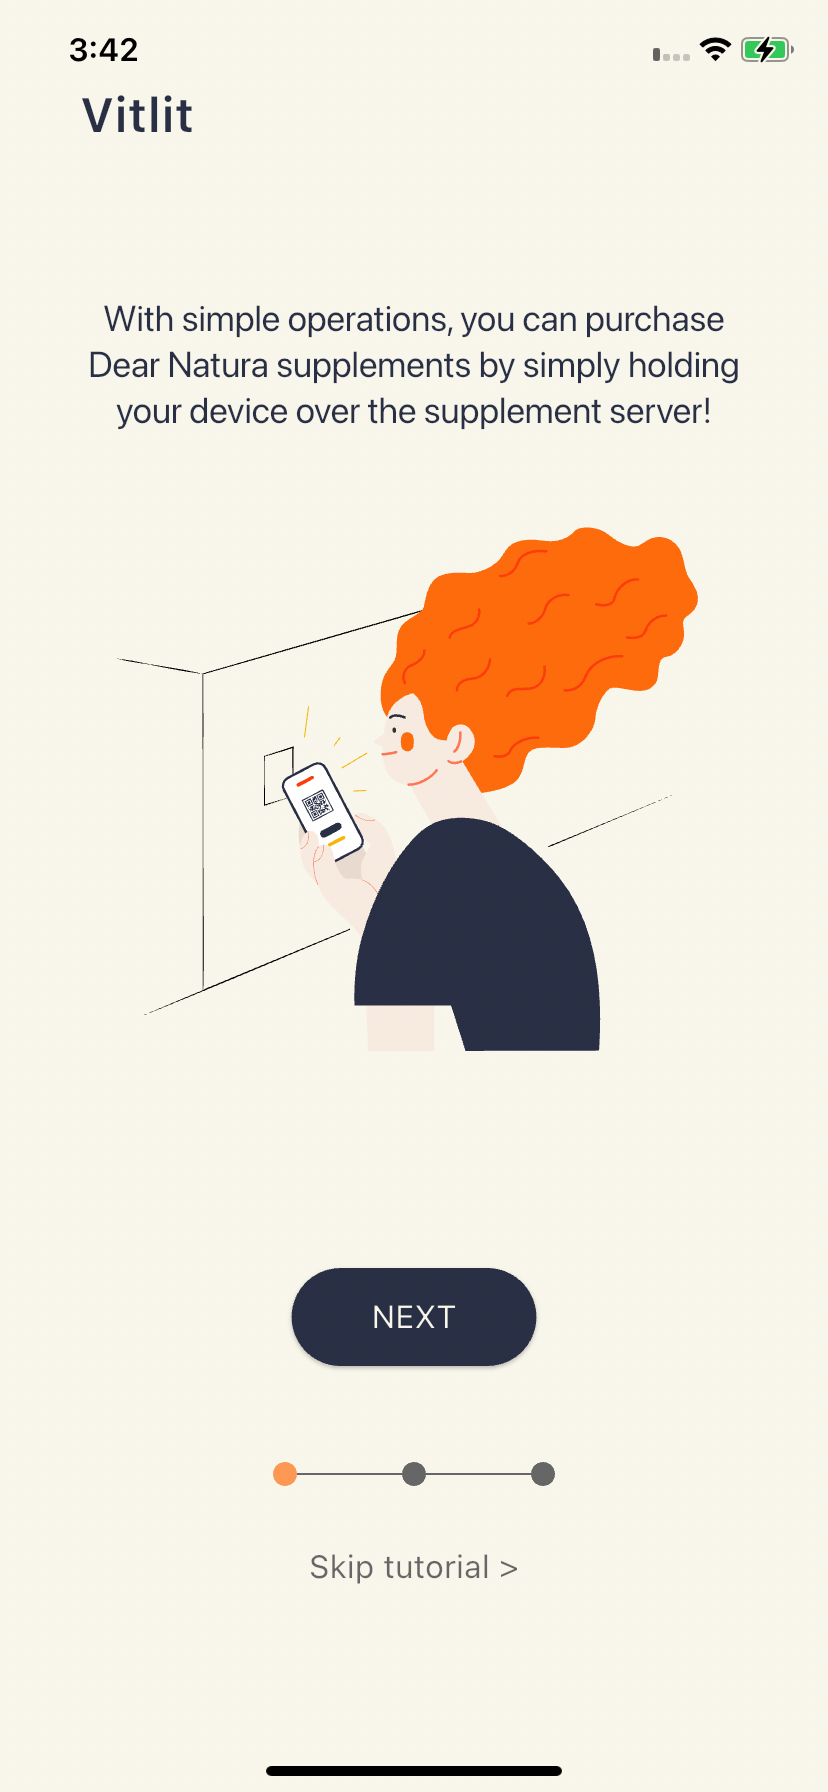 3:42
Vitlit
With simple operations, you can purchase
Dear Natura supplements by simply holding
your device over the supplement server!
NEXT
Skip tutorial >